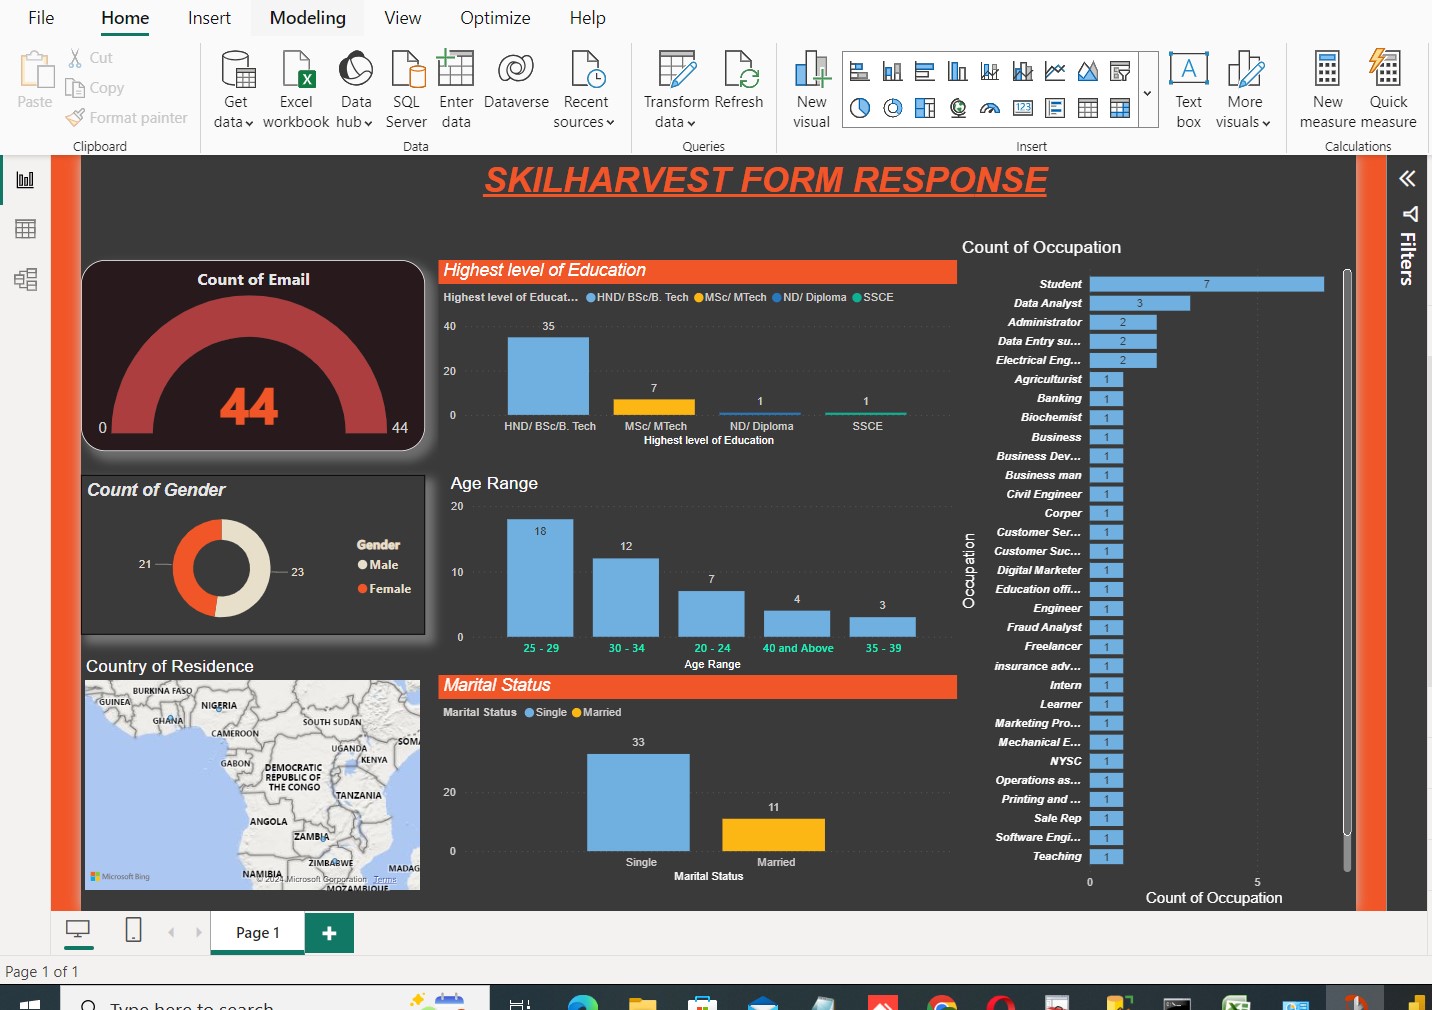 File Home Insert Modeling View Optimize Help
Paste
Cut
Copy
Format painter
Clipboard
Get data
Excel workbook
Data hub
SQL Server
Enter data
Dataverse
Recent sources
Data
Transform data
Refresh
Queries
New visual
Text box
More visuals
Insert
New measure
Quick measure
Calculations
SKILHARVEST FORM RESPONSE
Filters
Count of Email
44
0
44
Count of Gender
21
23
Gender
Male
Female
Country of Residence
BURKINA FASO
GUINEA
NIGERIA
GHANA
SOUTH SUDAN
CAMEROON
SOM
UGANDA
GABON
KENYA
DEMOCRATIC
REPUBLIC OF
THE CONGO
TANZANIA
ANGOLA
ZAMBIA
ZIMBABWE
MADAG
NAMIBIA
MOZAMBIQUE
Microsoft Bing
© 2024 Microsoft Corporation Terms
Highest level of Education
Highest level of Educat... HND/ BSc/B. Tech MSc/ MTech ND/ Diploma SSCE
40
20
0
35
7
1
1
HND/ BSc/B. Tech MSc/ MTech ND/ Diploma SSCE
Highest level of Education
Age Range
20
10
0
18
12
7
4
3
25 - 29 30 - 34 20 - 24 40 and Above 35 - 39
Age Range
Marital Status
Marital Status Single Married
33
11
20
0
Single Married
Marital Status
Count of Occupation
Occupation
Student 7
Data Analyst 3
Administrator 2
Data Entry su... 2
Electrical Eng... 2
Agriculturist 1
Banking 1
Biochemist 1
Business 1
Business Dev... 1
Business man 1
Civil Engineer 1
Corper 1
Customer Ser... 1
Customer Suc... 1
Digital Marketer 1
Education offi... 1
Engineer 1
Fraud Analyst 1
Freelancer 1
insurance adv... 1
Intern 1
Learner 1
Marketing Pro... 1
Mechanical E... 1
NYSC 1
Operations as... 1
Printing and ... 1
Sale Rep 1
Software Engi... 1
Teaching 1
0 5
Count of Occupation
Page 1
Page 1 of 1
Type here to search